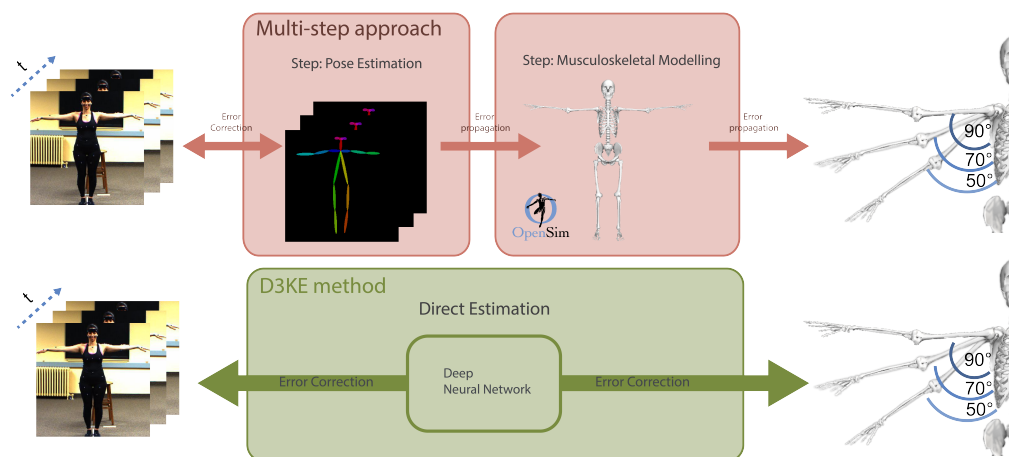 Multi-step approach
Step: Pose Estimation
Step: Musculoskeletal Modelling
t
Error
Correction
Error
propagation
Error
propagation
90°
70°
50°
OpenSim
D3KE method
Direct Estimation
t
Error Correction
Deep
Neural Network
Error Correction
90°
70°
50°